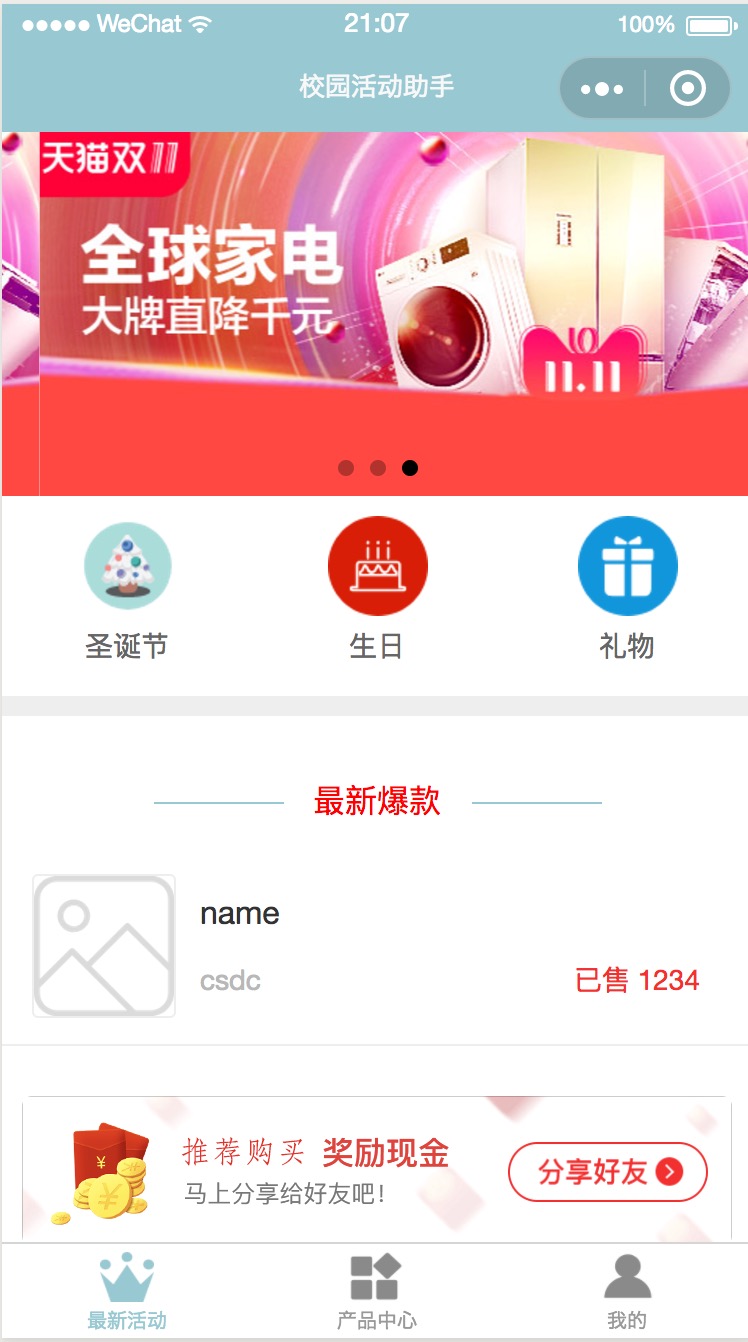 WeChat 21:07 100%
校园活动助手
天猫双11
全球家电
大牌直降千元
11.11
圣诞节 生日 礼物
最新爆款
name
csdc 已售 1234
推荐购买 奖励现金
马上分享给好友吧!
分享好友
最新活动 产品中心 我的